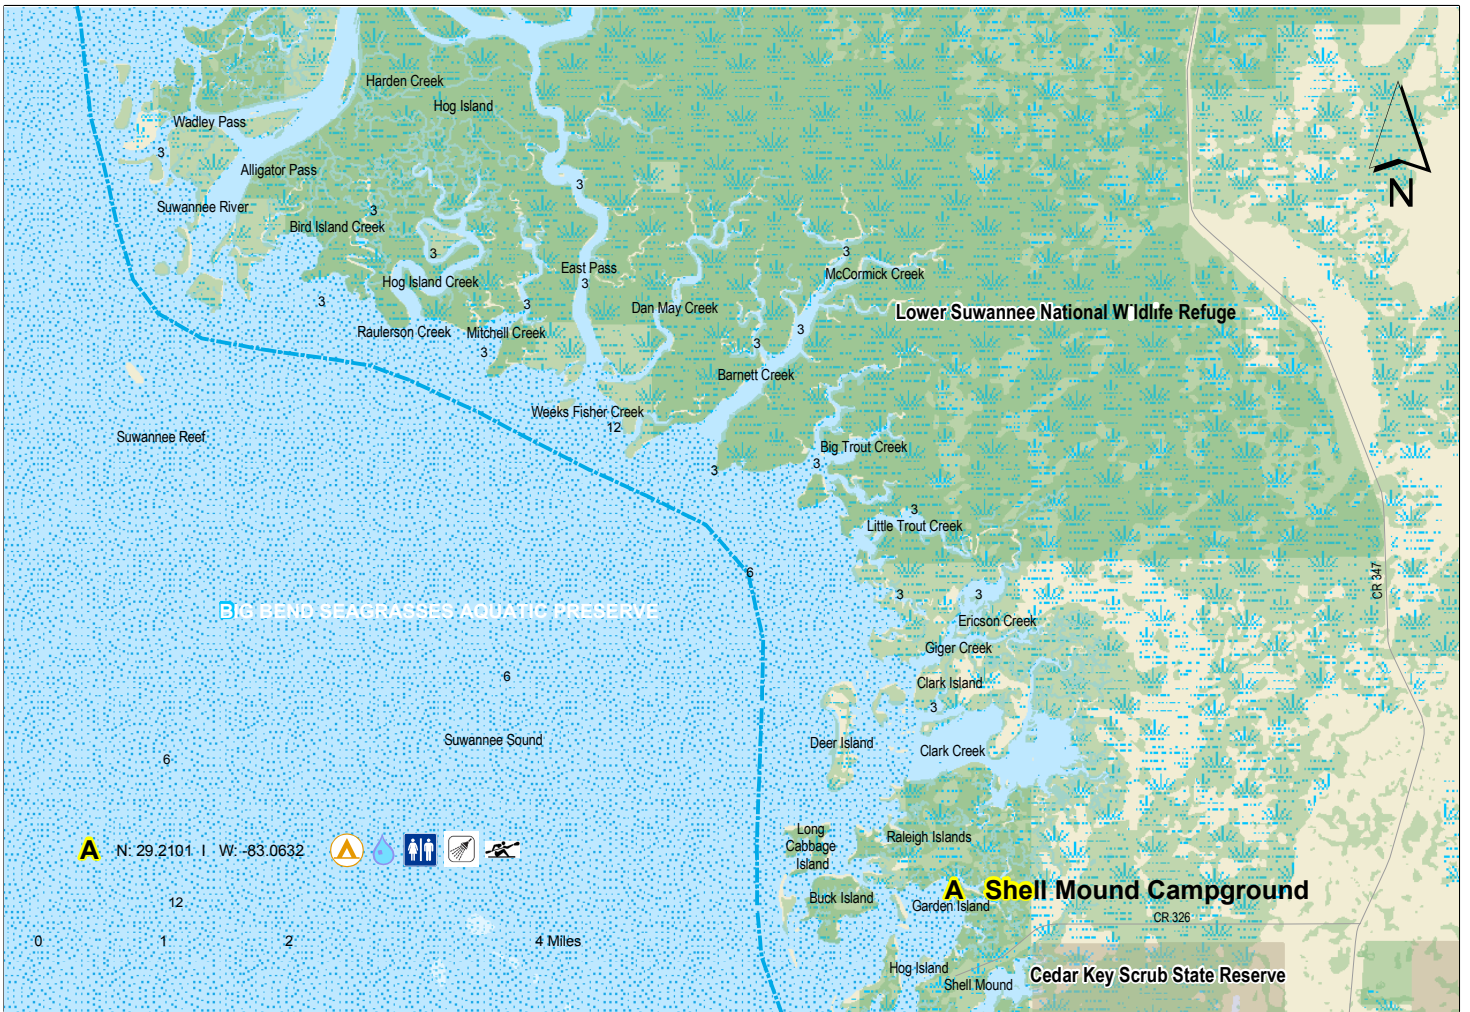 Harden Creek
Hog Island
Wadley Pass
3
Alligator Pass
3
N
Suwannee River
3
Bird Island Creek
3
3
East Pass
McCormick Creek
Hog Island Creek
3
3
3
Dan May Creek
Lower Suwannee National Wildlife Refuge
Raulerson Creek
Mitchell Creek
3
3
3
Barnett Creek
Weeks Fisher Creek
12
Suwannee Reef
Big Trout Creek
3
3
3
Little Trout Creek
6
CR 347
3
3
BIG BEND SEAGRASSES AQUATIC PRESERVE
Ericson Creek
Giger Creek
6
Clark Island
3
Suwannee Sound
Deer Island
Clark Creek
6
Long
Cabbage
Island
Raleigh Islands
A N: 29.2101 I W: -83.0632
A Shell Mound Campground
Buck Island
Garden Island
12
CR 326
0 1 2 4 Miles
Hog Island
Cedar Key Scrub State Reserve
Shell Mound